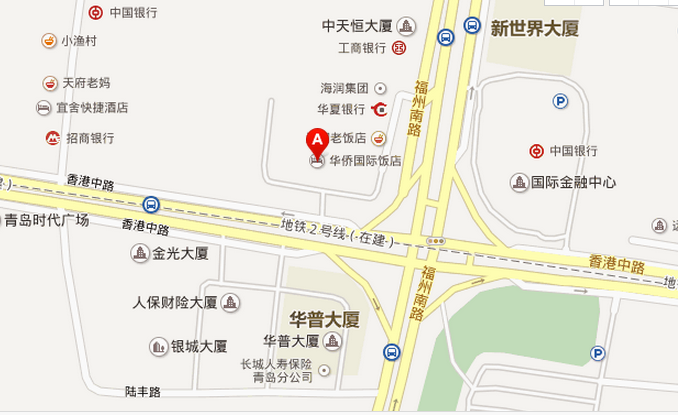 中国银行
中天恒大厦
新世界大厦
小渔村
工商银行
天府老妈
海润集团
福州南路
宜舍快捷酒店
华夏银行
P
招商银行
A
老饭店
中国银行
华侨国际饭店
国际金融中心
香港中路
青岛时代广场
香港中路
地铁2号线(在建)
金光大厦
香港中路
福州南路
人保财险大厦
华普大厦
银城大厦
华普大厦
P
长城人寿保险
青岛分公司
陆丰路